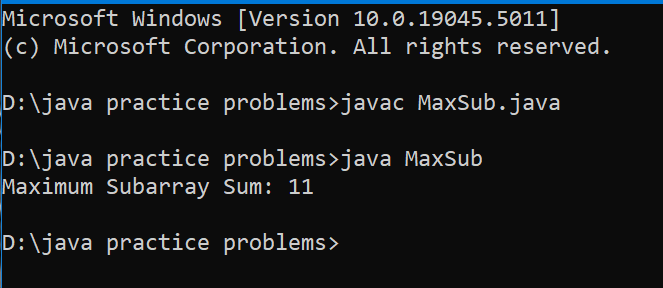 Microsoft Windows [Version 10.0.19045.5011]
(c) Microsoft Corporation. All rights reserved.
D:\java practice problems>javac MaxSub.java
D:\java practice problems>java MaxSub
Maximum Subarray Sum: 11
D:\java practice problems>